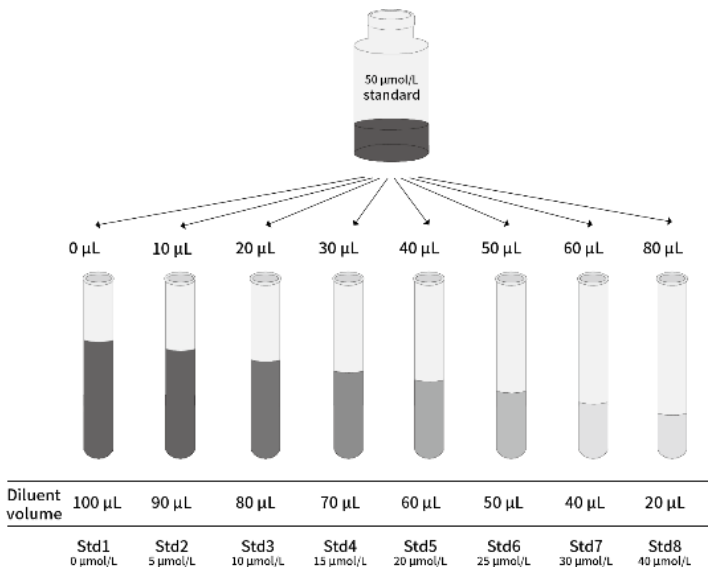 50 μmol/L
standard
0 μL 10 μL 20 μL 30 μL 40 μL 50 μL 60 μL 80 μL
Diluent
volume 100 μL 90 μL 80 μL 70 μL 60 μL 50 μL 40 μL 20 μL
Std1 Std2 Std3 Std4 Std5 Std6 Std7 Std8
0 μmol/L 5 μmol/L 10 μmol/L 15 μmol/L 20 μmol/L 25 μmol/L 30 μmol/L 40 μmol/L